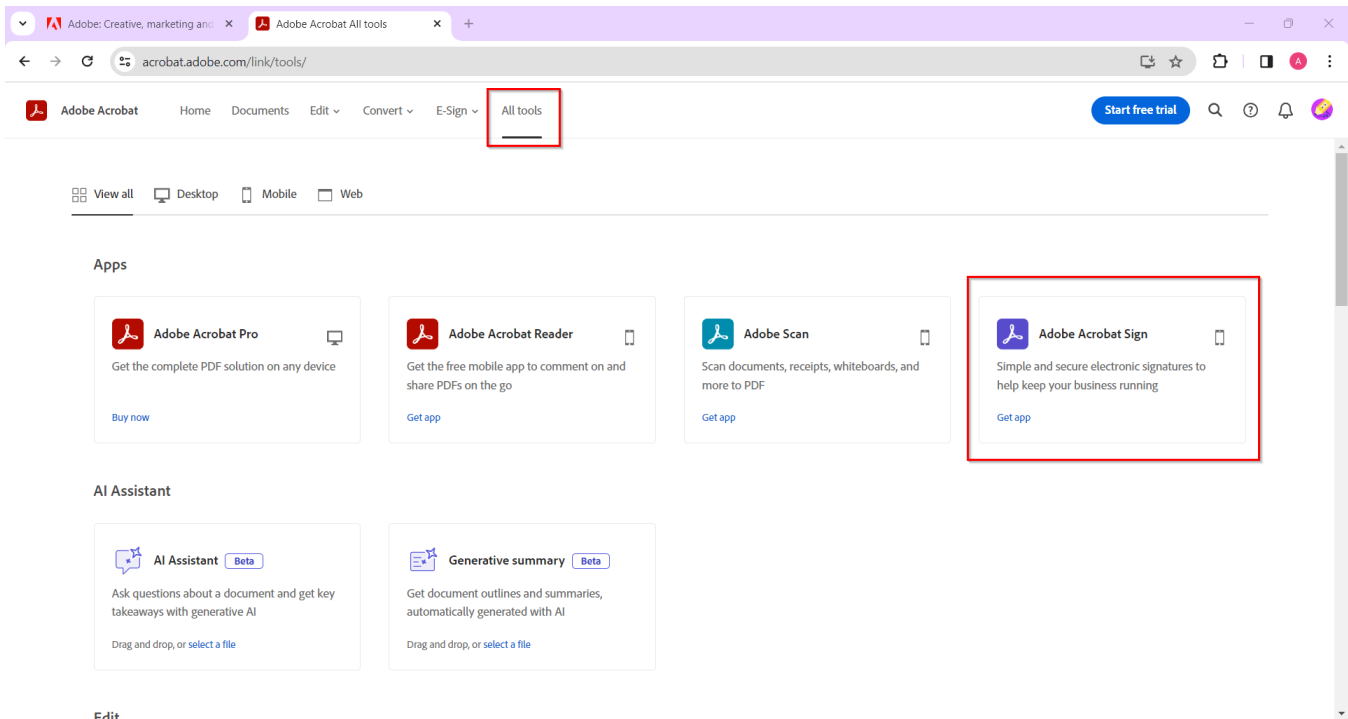 Adobe: Creative, marketing and
Adobe Acrobat All tools
acrobat.adobe.com/link/tools/
A
Adobe Acrobat Home Documents Edit Convert E-Sign All tools Start free trial
View all Desktop Mobile Web
Apps
Adobe Acrobat Pro
Get the complete PDF solution on any device
Buy now
Adobe Acrobat Reader
Get the free mobile app to comment on and
share PDFs on the go
Get app
Adobe Scan
Scan documents, receipts, whiteboards, and
more to PDF
Get app
Adobe Acrobat Sign
Simple and secure electronic signatures to
help keep your business running
Get app
AI Assistant
AI Assistant Beta
Ask questions about a document and get key
takeaways with generative AI
Drag and drop, or select a file
Generative summary Beta
Get document outlines and summaries,
automatically generated with AI
Drag and drop, or select a file
Edit